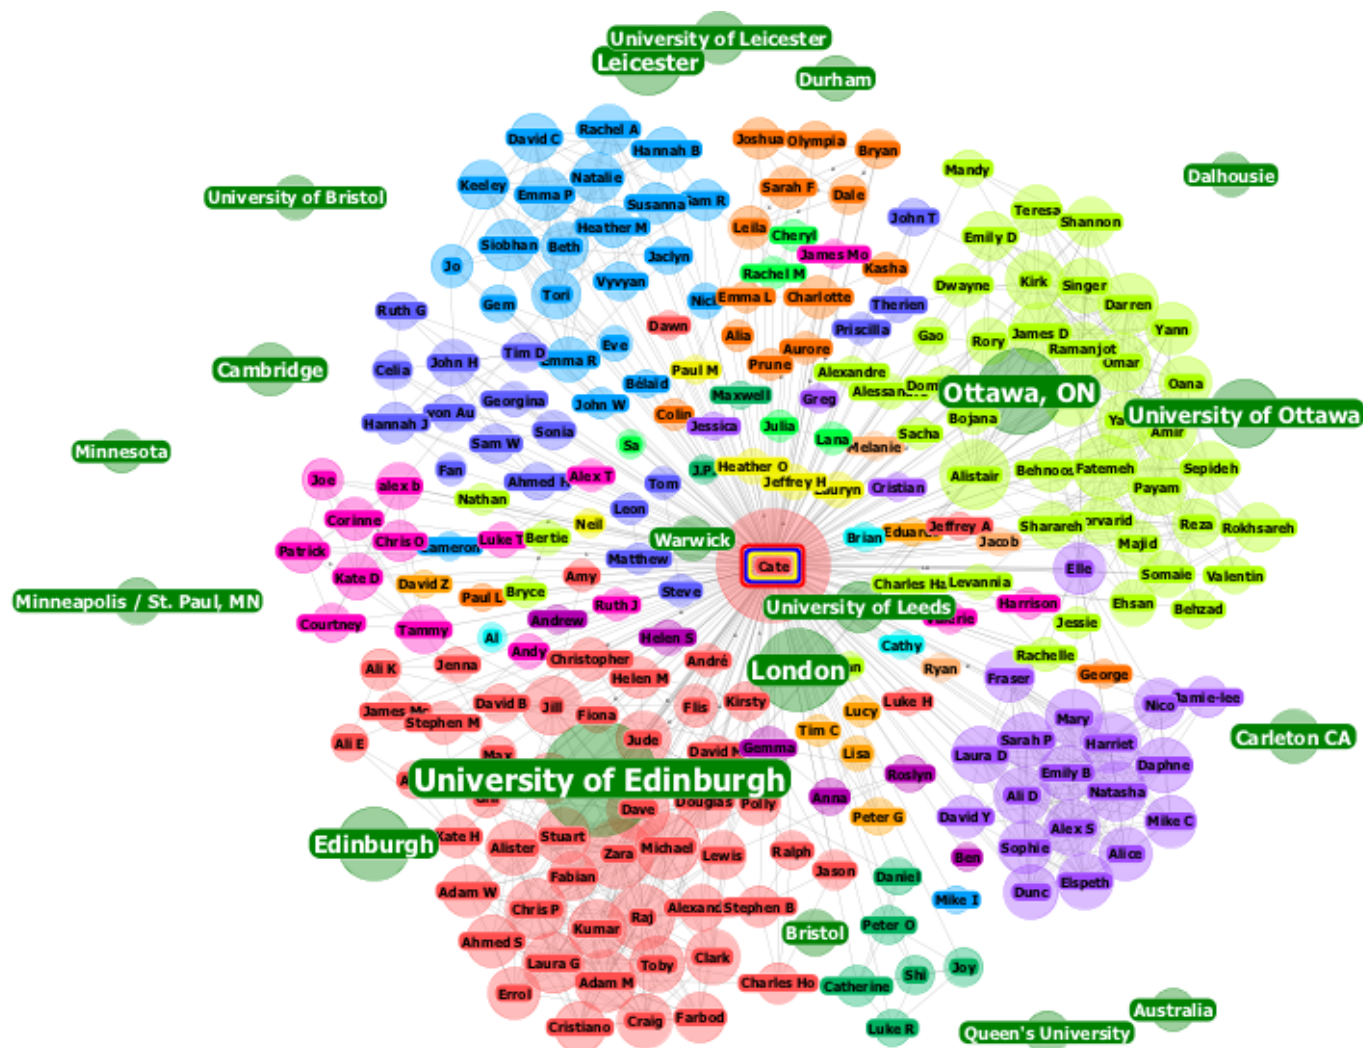 University of Leicester
Leicester
Durham
David C
Rachel A
Hannah B
Joshua
Olympia
Bryan
Mandy
Dalhousie
University of Bristol
Keeley
Natalie
Emma P
Susanna
Sam R
Sarah F
Dale
John T
Teresa
Shannon
Emily D
Heather M
Leila
Cheryl
Siobhan
Beth
Jaclyn
James Mo
Kasha
Jo
Rachel M
Vyvyan
Dwayne
Kirk
Singer
Gem
Tori
Emma L
Charlotte
Therien
Darren
Ruth G
Dawn
Priscilla
Yann
Gao
Rory
James D
Ramanjot
Omar
Eve
Alia
Aurore
Tim D
Emma R
John H
Celia
Cambridge
Paul M
Prune
Alexandre
Bélaid
Maxwell
Greg
Oana
Ottawa, ON
University of Ottawa
Georgina
John W
Colin
Hannah J
Jessica
Julia
Lana
Melanie
Sacha
Bojana
Amir
Sonia
Sam W
Sa
Minnesota
Fan
Heather O
Jeffrey H
Lauryn
Cristian
Alistair
Fatemeh
Sepideh
Payam
Joe
alex b
Ahmed H
Alex T
Tom
J.P.
Nathan
Leon
Corinne
Neil
Warwick
Brian
Jeffrey A
Jacob
Sharareh
Reza
Rokhsareh
Patrick
Chris O
Cameron
Luke T
Bertie
Matthew
Majid
Cate
Elle
Somaie
Valentin
Kate D
David Z
Amy
Paul L
Bryce
Steve
Levannia
Minneapolis / St. Paul, MN
Ruth J
University of Leeds
Harrison
Ehsan
Behzad
Courtney
Tammy
Al
Andrew
Helen S
Jessie
Andy
Christopher
André
Cathy
Rachelle
Ali K
Jenna
Helen M
London
Ryan
Fraser
George
James Mc
Stephen M
David B
Jill
Fiona
Flis
Kirsty
Lucy
Luke H
Nico
Jamie-lee
Mary
Ali E
Max
Jude
Gemma
Tim C
Lisa
Sarah P
Harriet
Carleton CA
Laura D
Daphne
University of Edinburgh
Roslyn
Emily B
Natasha
Dave
Douglas
Polly
Anna
Ali D
Peter G
David Y
Mike C
Edinburgh
Kate H
Stuart
Alister
Zara
Michael
Lewis
Ralph
Alex S
Sophie
Alice
Ben
Fabian
Jason
Daniel
Adam W
Elspeth
Dunc
Chris P
Raj
Stephen B
Mike I
Kumar
Bristol
Peter O
Ahmed S
Laura G
Toby
Clark
Shi
Joy
Adam M
Charles Ho
Catherine
Errol
Cristiano
Craig
Farbod
Luke R
Queen's University
Australia